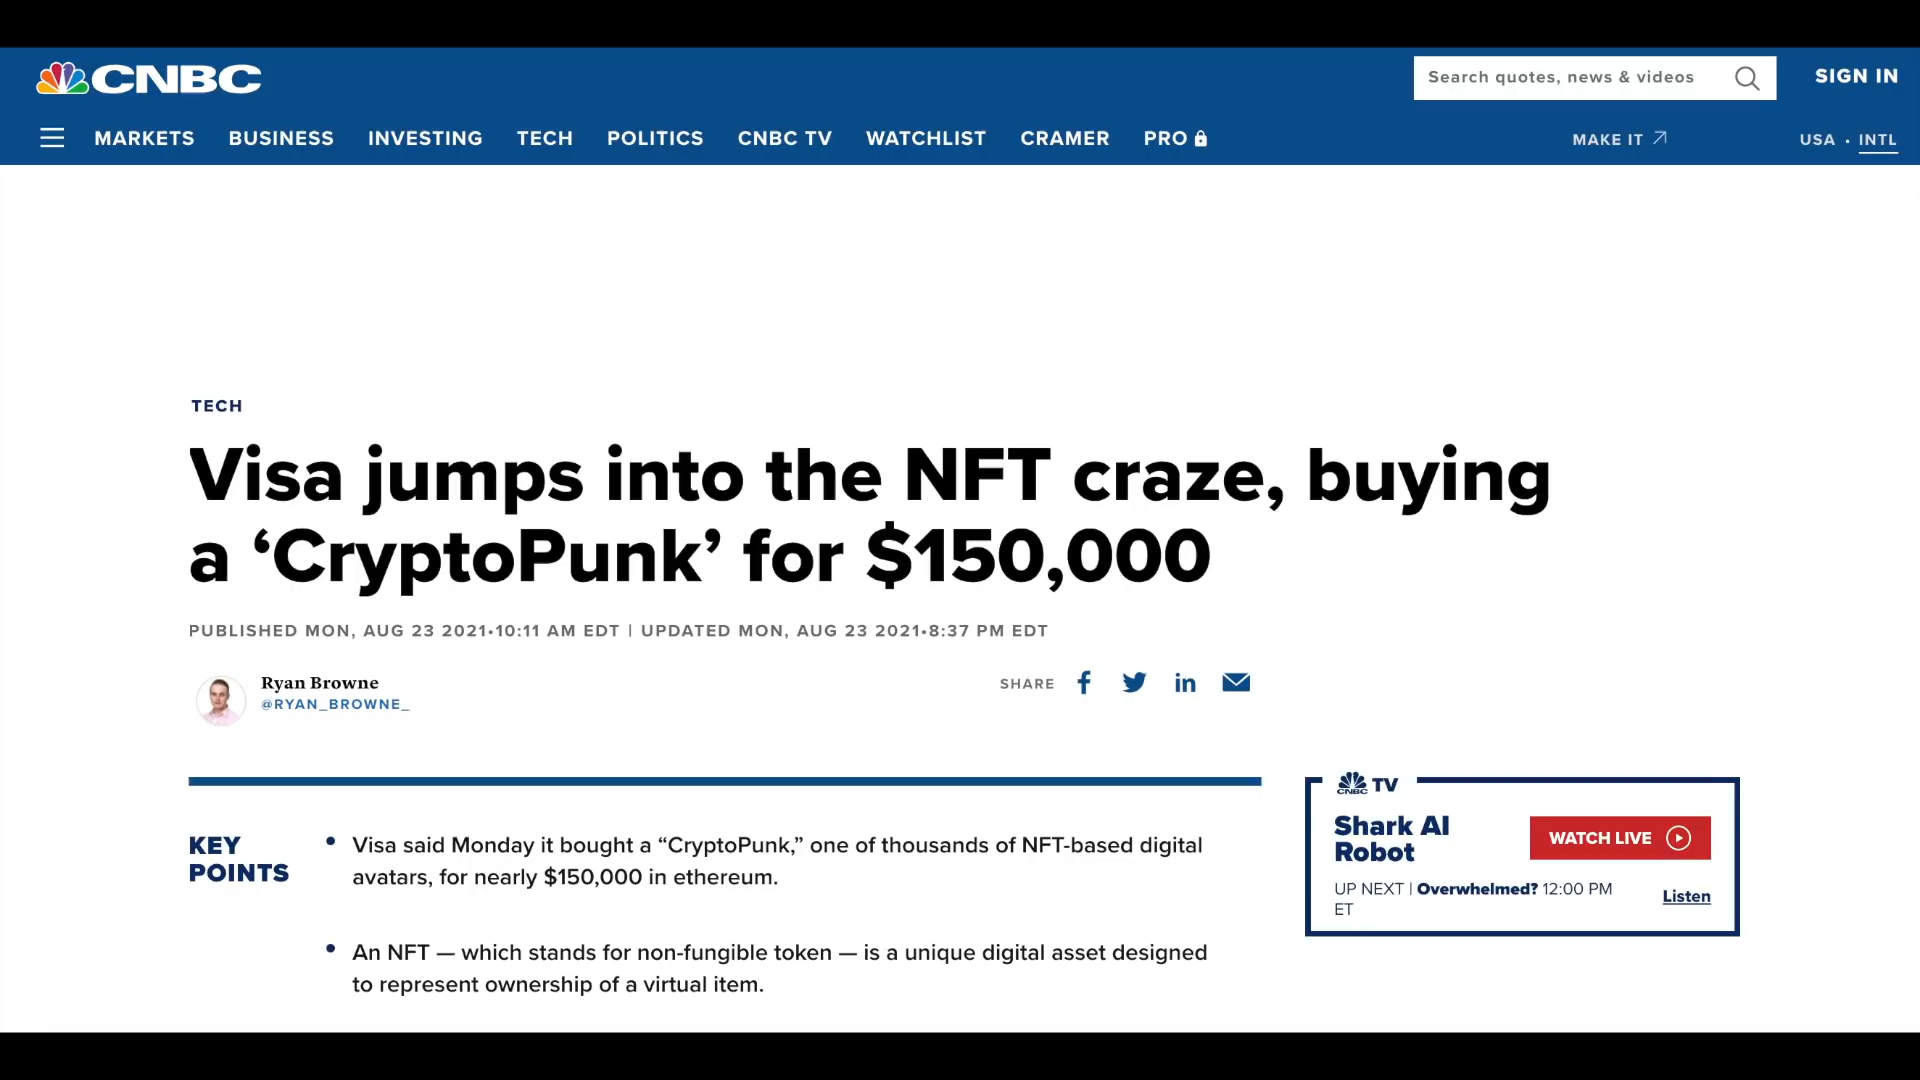 CNBC
Search quotes, news & videos
SIGN IN
MARKETS BUSINESS INVESTING TECH POLITICS CNBC TV WATCHLIST CRAMER PRO
MAKE IT
USA • INTL
TECH
Visa jumps into the NFT craze, buying
a ‘CryptoPunk’ for $150,000
PUBLISHED MON, AUG 23 2021•10:11 AM EDT | UPDATED MON, AUG 23 2021•8:37 PM EDT
Ryan Browne
@RYAN_BROWNE_
SHARE
KEY
POINTS
• Visa said Monday it bought a “CryptoPunk,” one of thousands of NFT-based digital
avatars, for nearly $150,000 in ethereum.
• An NFT — which stands for non-fungible token — is a unique digital asset designed
to represent ownership of a virtual item.
CNBC TV
Shark AI
Robot
WATCH LIVE
UP NEXT | Overwhelmed? 12:00 PM
ET
Listen